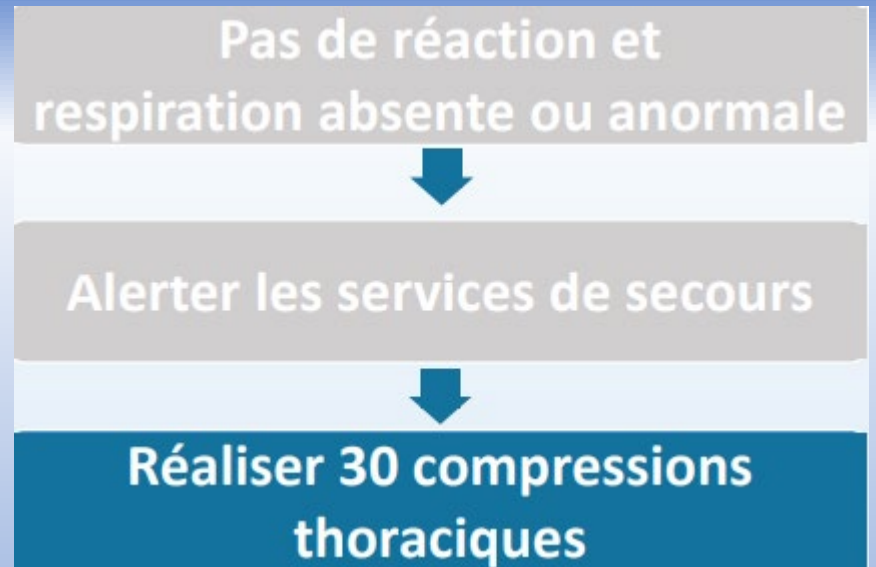 Pas de réaction et
respiration absente ou anormale
Alerter les services de secours
Réaliser 30 compressions
thoraciques